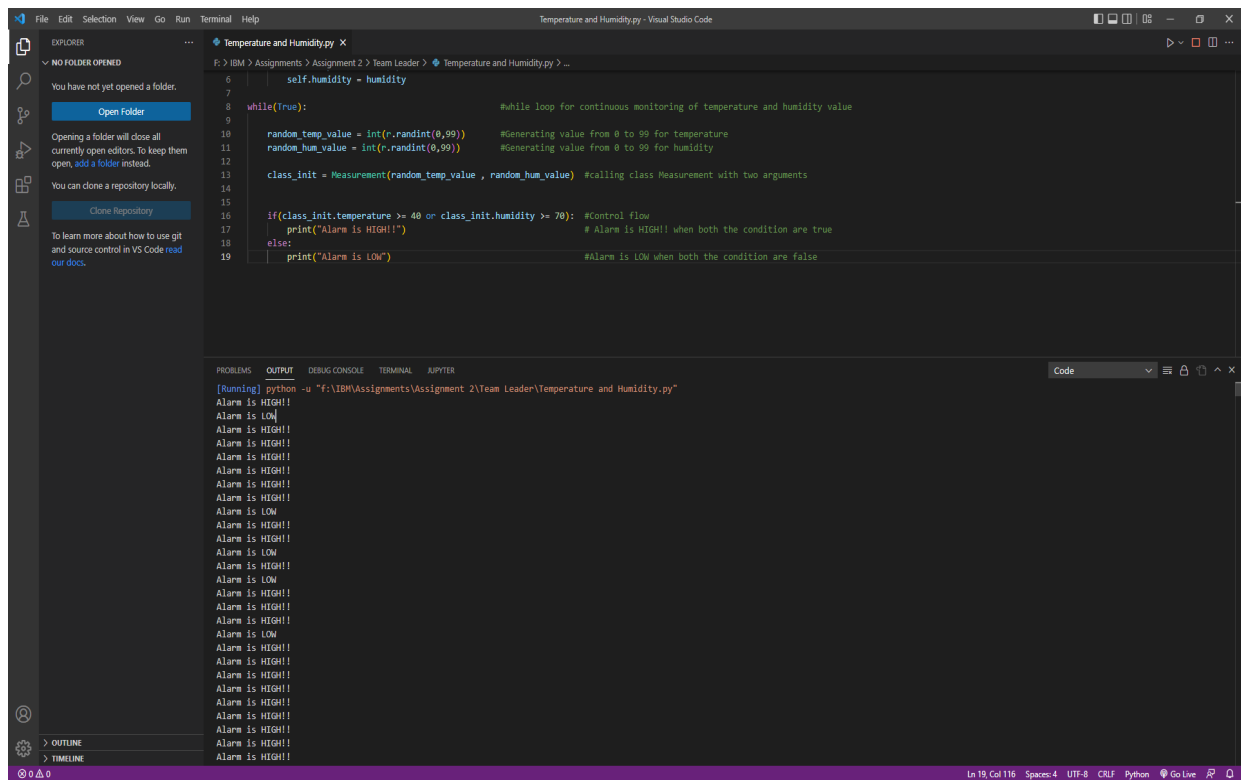 File Edit Selection View Go Run Terminal Help
Temperature and Humidity.py - Visual Studio Code
EXPLORER
NO FOLDER OPENED
You have not yet opened a folder.
Open Folder
Opening a folder will close all
currently open editors. To keep them
open, add a folder instead.
You can clone a repository locally.
Clone Repository
To learn more about how to use git
and source control in VS Code read
our docs.
OUTLINE
TIMELINE
Temperature and Humidity.py
F: > IBM > Assignments > Assignment 2 > Team Leader > Temperature and Humidity.py > ...
6 self.humidity = humidity
7
8 while(True): #while loop for continuous monitoring of temperature and humidity value
9
10 random_temp_value = int(r.randint(0,99)) #Generating value from 0 to 99 for temperature
11 random_hum_value = int(r.randint(0,99)) #Generating value from 0 to 99 for humidity
12
13 class_init = Measurement(random_temp_value , random_hum_value) #calling class Measurement with two arguments
14
15
16 if(class_init.temperature >= 40 or class_init.humidity >= 70): #Control flow
17 print("Alarm is HIGH!!") # Alarm is HIGH!! when both the condition are true
18 else:
19 print("Alarm is LOW") #Alarm is LOW when both the condition are false
PROBLEMS OUTPUT DEBUG CONSOLE TERMINAL JUPYTER
Code
[Running] python -u "f:\IBM\Assignments\Assignment 2\Team Leader\Temperature and Humidity.py"
Alarm is HIGH!!
Alarm is LOW
Alarm is HIGH!!
Alarm is HIGH!!
Alarm is HIGH!!
Alarm is HIGH!!
Alarm is HIGH!!
Alarm is HIGH!!
Alarm is LOW
Alarm is HIGH!!
Alarm is HIGH!!
Alarm is LOW
Alarm is HIGH!!
Alarm is LOW
Alarm is HIGH!!
Alarm is HIGH!!
Alarm is HIGH!!
Alarm is LOW
Alarm is HIGH!!
Alarm is HIGH!!
Alarm is HIGH!!
Alarm is HIGH!!
Alarm is HIGH!!
Alarm is HIGH!!
Alarm is HIGH!!
Alarm is HIGH!!
Alarm is HIGH!!
0 0
Ln 19, Col 116 Spaces: 4 UTF-8 CRLF Python Go Live